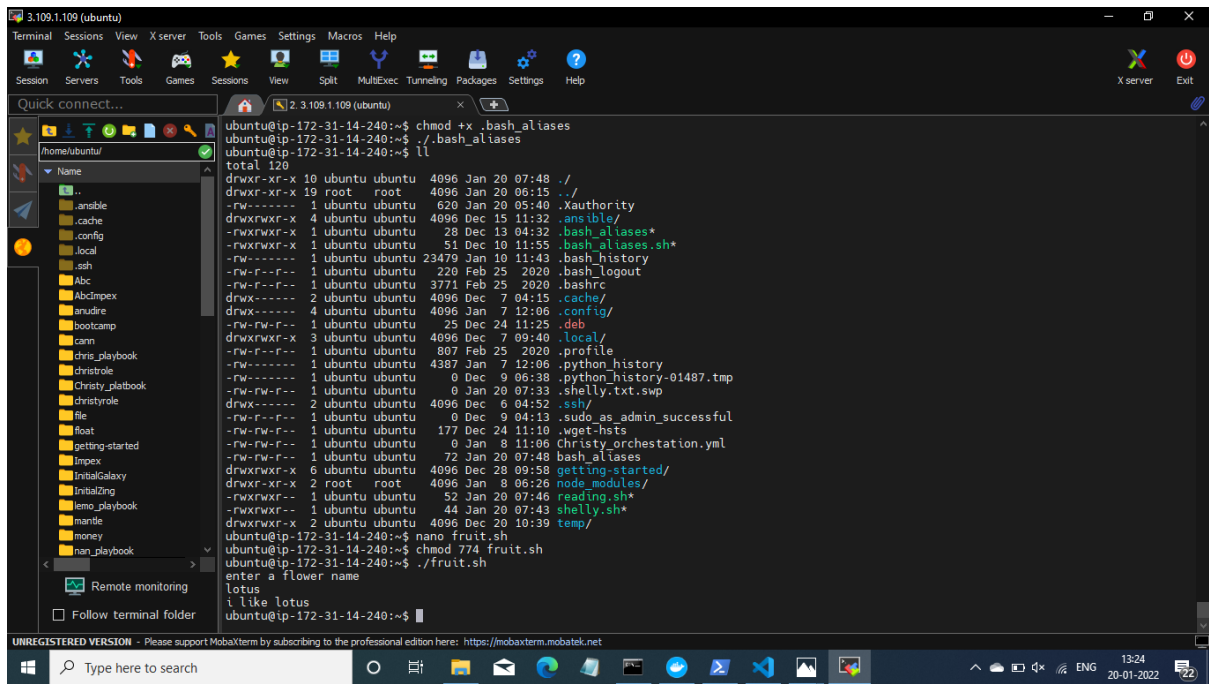 3.109.1.109 (ubuntu)
Terminal Sessions View X server Tools Games Settings Macros Help
Session Servers Tools Games Sessions View Split MultiExec Tunneling Packages Settings Help X server Exit
Quick connect...
2. 3.109.1.109 (ubuntu)
/home/ubuntu/
Name
..
.ansible
.cache
.config
.local
.ssh
Abc
AbcImpex
anudire
bootcamp
cann
chris_playbook
christrole
Christy_platbook
christyrole
file
float
getting-started
Impex
InitialGalaxy
InitialZing
lemo_playbook
mantle
money
nan_playbook
Remote monitoring
Follow terminal folder
ubuntu@ip-172-31-14-240:~$ chmod +x .bash_aliases
ubuntu@ip-172-31-14-240:~$ ./.bash_aliases
ubuntu@ip-172-31-14-240:~$ ll
total 120
drwxr-xr-x 10 ubuntu ubuntu 4096 Jan 20 07:48 ./
drwxr-xr-x 19 root root 4096 Jan 20 06:15 ../
-rw------- 1 ubuntu ubuntu 620 Jan 20 05:40 .Xauthority
drwxrwxr-x 4 ubuntu ubuntu 4096 Dec 15 11:32 .ansible/
-rwxrwxr-x 1 ubuntu ubuntu 28 Dec 13 04:32 .bash_aliases*
-rwxrwxr-x 1 ubuntu ubuntu 51 Dec 10 11:55 .bash_aliases.sh*
-rw------- 1 ubuntu ubuntu 23479 Jan 10 11:43 .bash_history
-rw-r--r-- 1 ubuntu ubuntu 220 Feb 25 2020 .bash_logout
-rw-r--r-- 1 ubuntu ubuntu 3771 Feb 25 2020 .bashrc
drwx------ 2 ubuntu ubuntu 4096 Dec 7 04:15 .cache/
drwx------ 4 ubuntu ubuntu 4096 Jan 7 12:06 .config/
-rw-rw-r-- 1 ubuntu ubuntu 25 Dec 24 11:25 .deb
drwxrwxr-x 3 ubuntu ubuntu 4096 Dec 7 09:40 .local/
-rw-r--r-- 1 ubuntu ubuntu 807 Feb 25 2020 .profile
-rw------- 1 ubuntu ubuntu 4387 Jan 7 12:06 .python_history
-rw------- 1 ubuntu ubuntu 0 Dec 9 06:38 .python_history-01487.tmp
-rw-rw-r-- 1 ubuntu ubuntu 0 Jan 20 07:33 .shelly.txt.swp
drwx------ 2 ubuntu ubuntu 4096 Dec 6 04:52 .ssh/
-rw-r--r-- 1 ubuntu ubuntu 0 Dec 9 04:13 .sudo_as_admin_successful
-rw-rw-r-- 1 ubuntu ubuntu 177 Dec 24 11:10 .wget-hsts
-rw-rw-r-- 1 ubuntu ubuntu 0 Jan 8 11:06 Christy_orchestation.yml
-rw-rw-r-- 1 ubuntu ubuntu 72 Jan 20 07:48 bash_aliases
drwxrwxr-x 6 ubuntu ubuntu 4096 Dec 28 09:58 getting-started/
drwxr-xr-x 2 root root 4096 Jan 8 06:26 node_modules/
-rwxrwxr-- 1 ubuntu ubuntu 52 Jan 20 07:46 reading.sh*
-rwxrwxr-- 1 ubuntu ubuntu 44 Jan 20 07:43 shelly.sh*
drwxrwxr-x 2 ubuntu ubuntu 4096 Dec 20 10:39 temp/
ubuntu@ip-172-31-14-240:~$ nano fruit.sh
ubuntu@ip-172-31-14-240:~$ chmod 774 fruit.sh
ubuntu@ip-172-31-14-240:~$ ./fruit.sh
enter a flower name
lotus
i like lotus
ubuntu@ip-172-31-14-240:~$
UNREGISTERED VERSION - Please support MobaXterm by subscribing to the professional edition here: https://mobaxterm.mobatek.net
Type here to search
ENG
13:24
20-01-2022
22